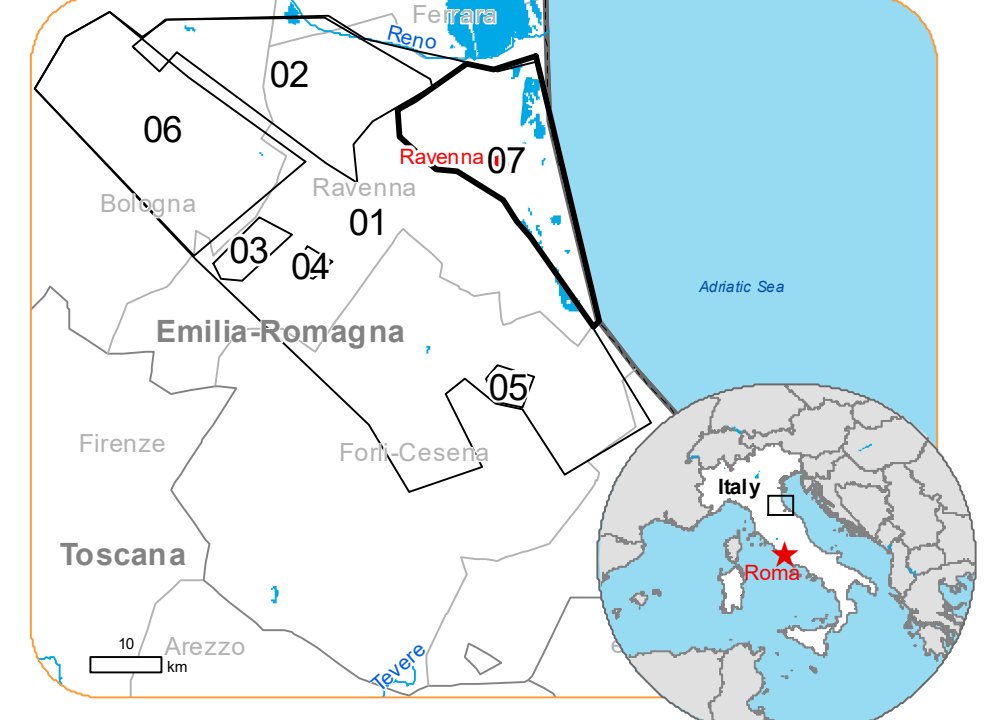 Ferrara
Reno
02
06
Ravenna
07
Ravenna
Bologna
01
03
04
Adriatic Sea
Emilia-Romagna
05
Firenze
Forlì-Cesena
Italy
Toscana
Roma
10
km
Arezzo
Tevere